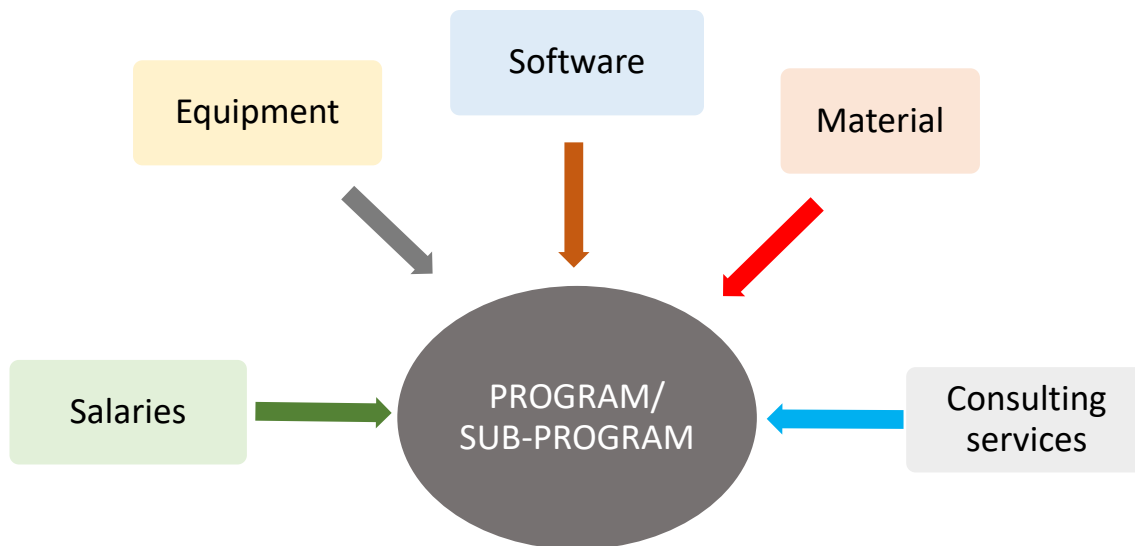 Software
Equipment
Material
Salaries
PROGRAM/
SUB-PROGRAM
Consulting
services